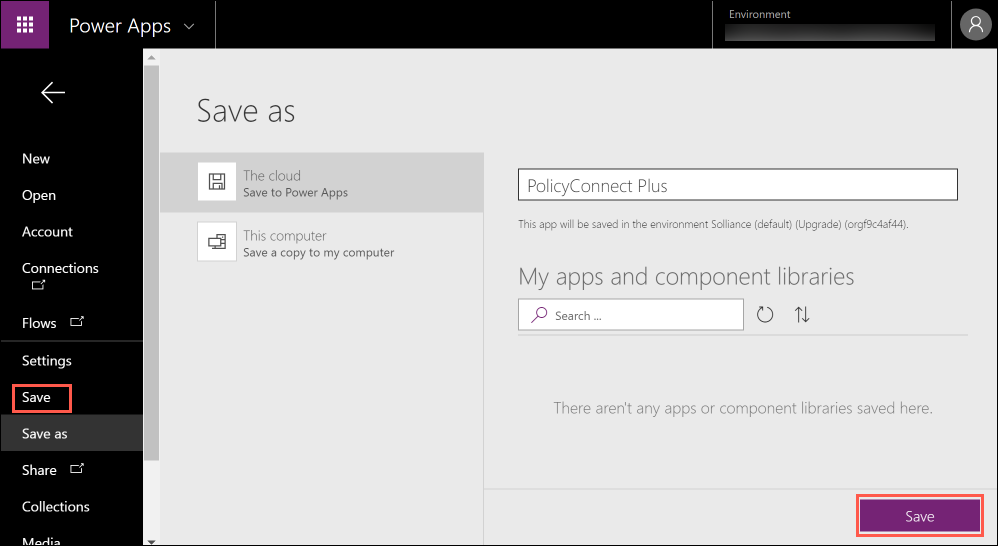 Power Apps
Environment
New
Open
Account
Connections
Flows
Settings
Save
Save as
Share
Collections
Media
Save as
The cloud
Save to Power Apps
This computer
Save a copy to my computer
PolicyConnect Plus
This app will be saved in the environment Solliance (default) (Upgrade) (orgf9c4af44).
My apps and component libraries
Search ...
There aren't any apps or component libraries saved here.
Save